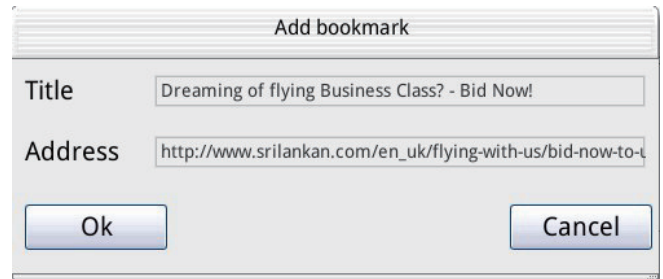 Add bookmark
Title
Dreaming of flying Business Class? - Bid Now!
Address
http://www.srilankan.com/en_uk/flying-with-us/bid-now-to-u
Ok
Cancel